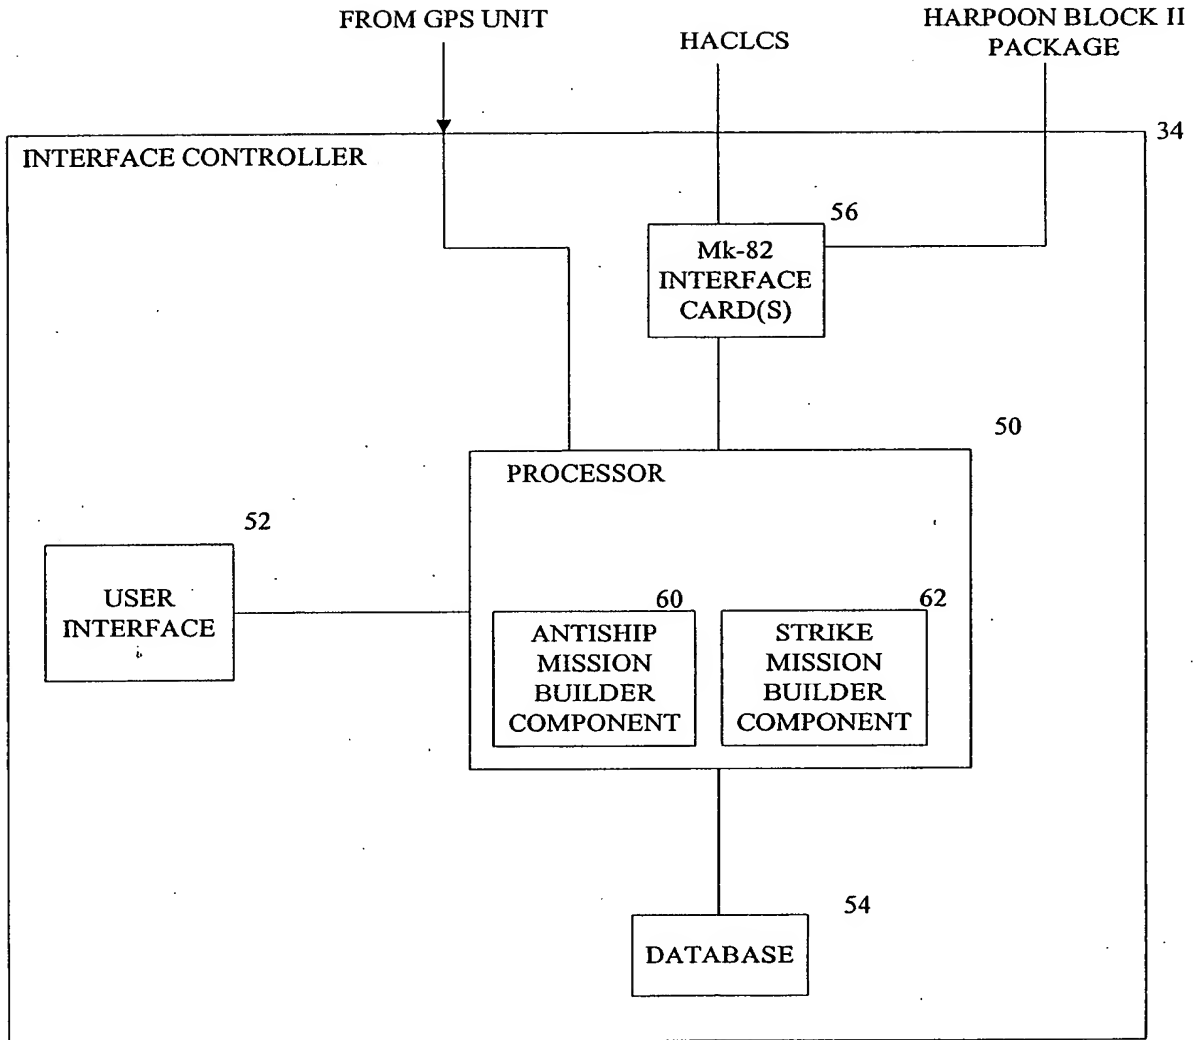 FROM GPS UNIT
HACLCS
HARPOON BLOCK II
PACKAGE
34
INTERFACE CONTROLLER
56
Mk-82
INTERFACE
CARD(S)
50
PROCESSOR
52
USER
INTERFACE
60
ANTISHIP
MISSION
BUILDER
COMPONENT
62
STRIKE
MISSION
BUILDER
COMPONENT
54
DATABASE